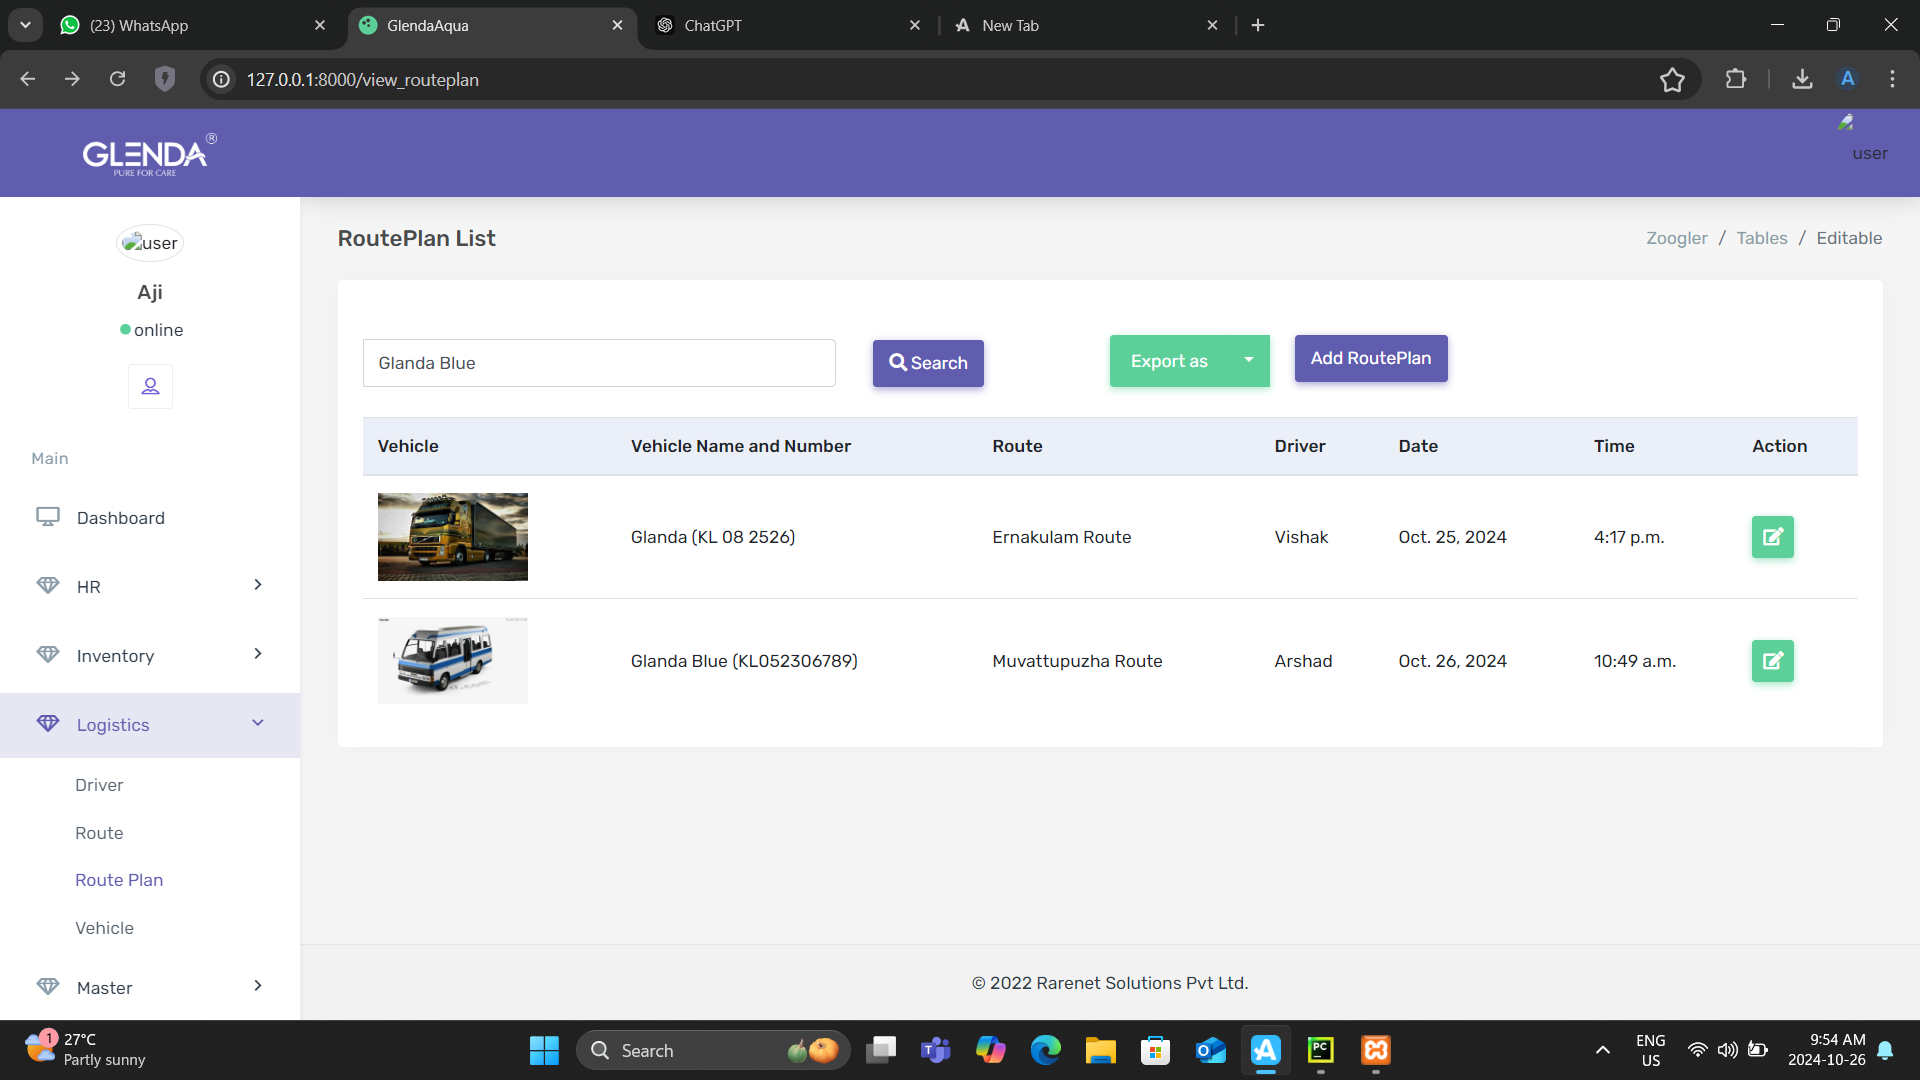 (23) WhatsApp
GlendaAqua
ChatGPT
New Tab
127.0.0.1:8000/view_routeplan
A
GLENDA®
PURE FOR CARE
user
user
Aji
online
Main
Dashboard
HR
Inventory
Logistics
Driver
Route
Route Plan
Vehicle
Master
RoutePlan List
Zoogler / Tables / Editable
Glanda Blue
Search
Export as
Add RoutePlan
Vehicle Vehicle Name and Number Route Driver Date Time Action
Glanda (KL 08 2526) Ernakulam Route Vishak Oct. 25, 2024 4:17 p.m.
Glanda Blue (KL052306789) Muvattupuzha Route Arshad Oct. 26, 2024 10:49 a.m.
© 2022 Rarenet Solutions Pvt Ltd.
1
27°C
Partly sunny
Search
ENG
US
9:54 AM
2024-10-26